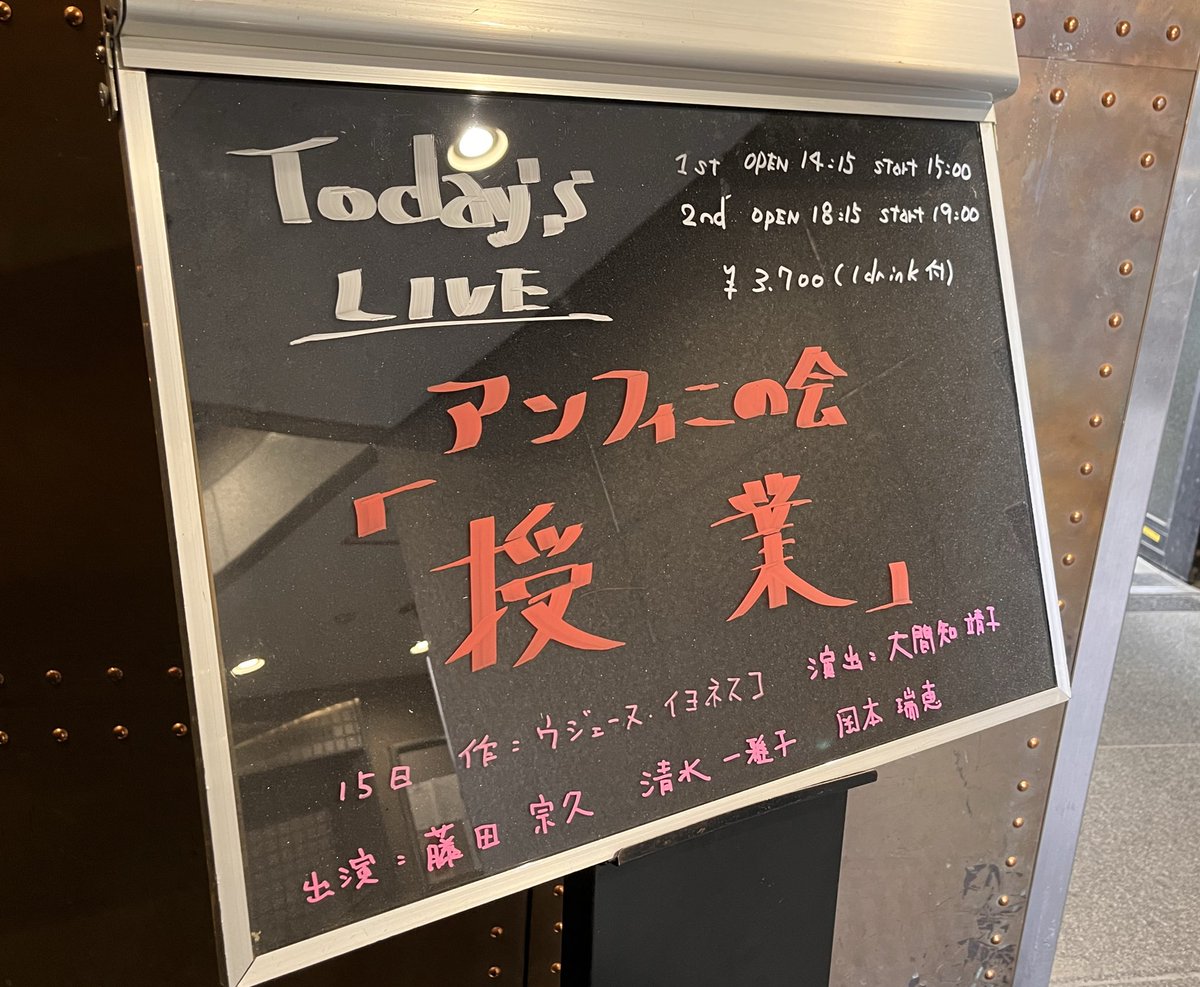 Today's
LIVE
1st OPEN 14:15 start 15:00
2nd OPEN 18:15 start 19:00
¥3.700(1drink付)
アンフィニの会
「授業」
15日 作:ウジェーヌ・イヨネスコ 演出:大間知 靖子
出演:藤田 宗久 清水 一雅子 岡本 瑞恵